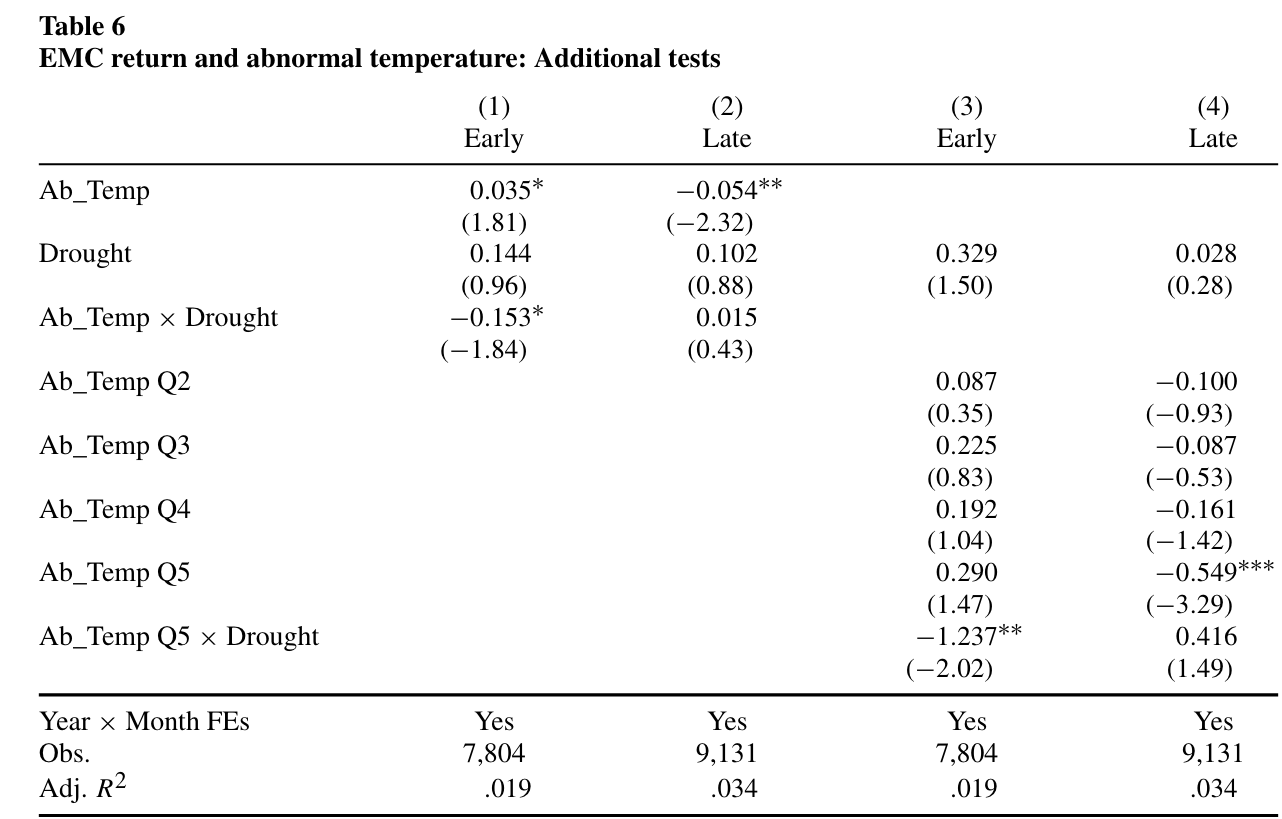 Table 6
EMC return and abnormal temperature: Additional tests
(1) (2) (3) (4)
Early Late Early Late
Ab_Temp 0.035* −0.054**
(1.81) (−2.32)
Drought 0.144 0.102 0.329 0.028
(0.96) (0.88) (1.50) (0.28)
Ab_Temp × Drought −0.153* 0.015
(−1.84) (0.43)
Ab_Temp Q2 0.087 −0.100
(0.35) (−0.93)
Ab_Temp Q3 0.225 −0.087
(0.83) (−0.53)
Ab_Temp Q4 0.192 −0.161
(1.04) (−1.42)
Ab_Temp Q5 0.290 −0.549***
(1.47) (−3.29)
Ab_Temp Q5 × Drought −1.237** 0.416
(−2.02) (1.49)
Year × Month FEs Yes Yes Yes Yes
Obs. 7,804 9,131 7,804 9,131
Adj. R² .019 .034 .019 .034